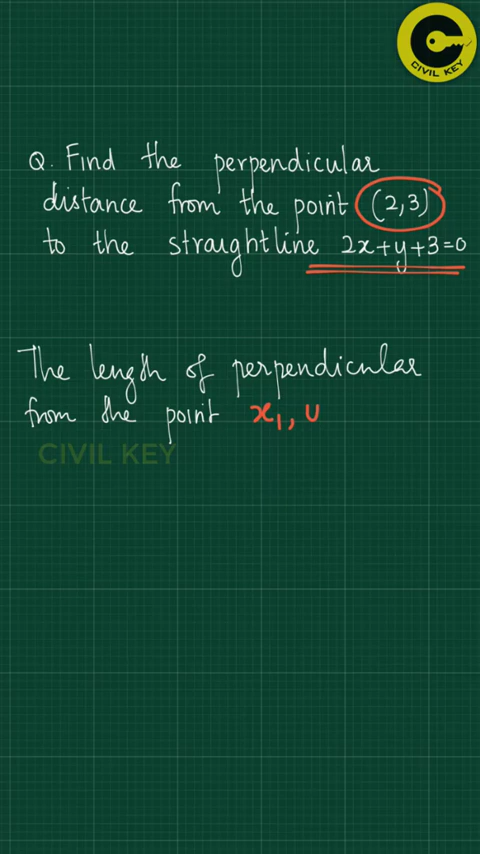 CIVIL KEY
Q. Find the perpendicular
distance from the point (2,3)
to the straightline 2x+y+3=0
The length of perpendicular
from the point x₁, u
CIVIL KEY